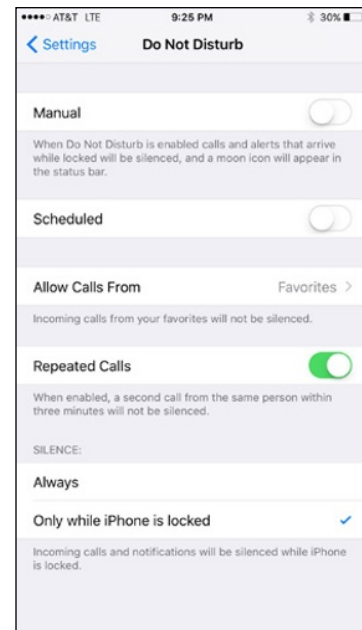 AT&T LTE 9:25 PM 30%
Settings Do Not Disturb
Manual
When Do Not Disturb is enabled calls and alerts that arrive
while locked will be silenced, and a moon icon will appear in
the status bar.
Scheduled
Allow Calls From Favorites
Incoming calls from your favorites will not be silenced.
Repeated Calls
When enabled, a second call from the same person within
three minutes will not be silenced.
SILENCE:
Always
Only while iPhone is locked
Incoming calls and notifications will be silenced while iPhone
is locked.